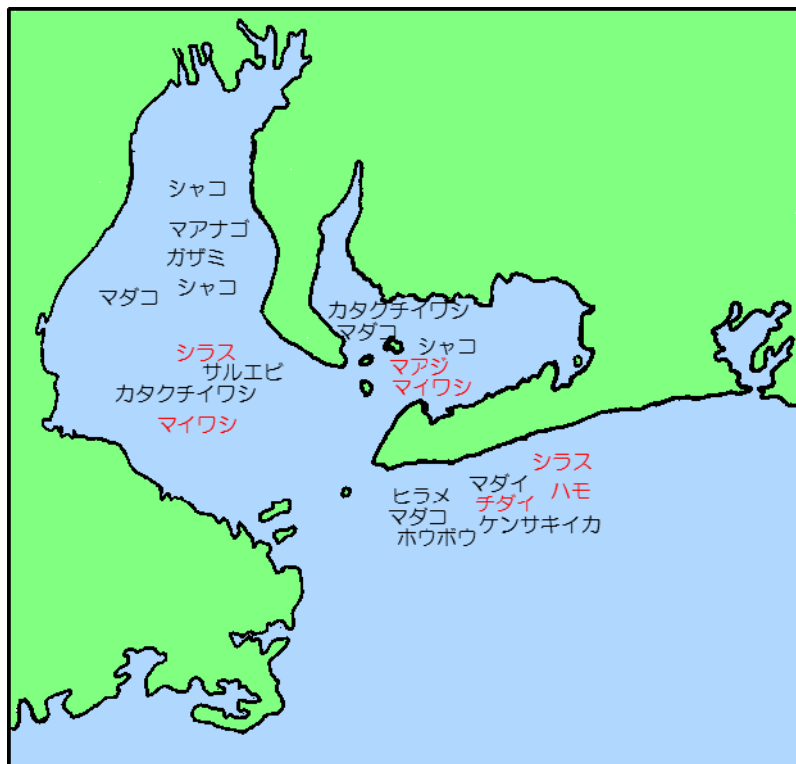 シャコ
マアナゴ
ガザミ
シャコ
マダコ
シラス
サルエビ
カタクチイワシ
マイワシ
カタクチイワシ
マダコ
シャコ
マアジ
マイワシ
シラス
マダイ
ハモ
ヒラメ
チダイ
マダコ
ケンサキイカ
ホウボウ